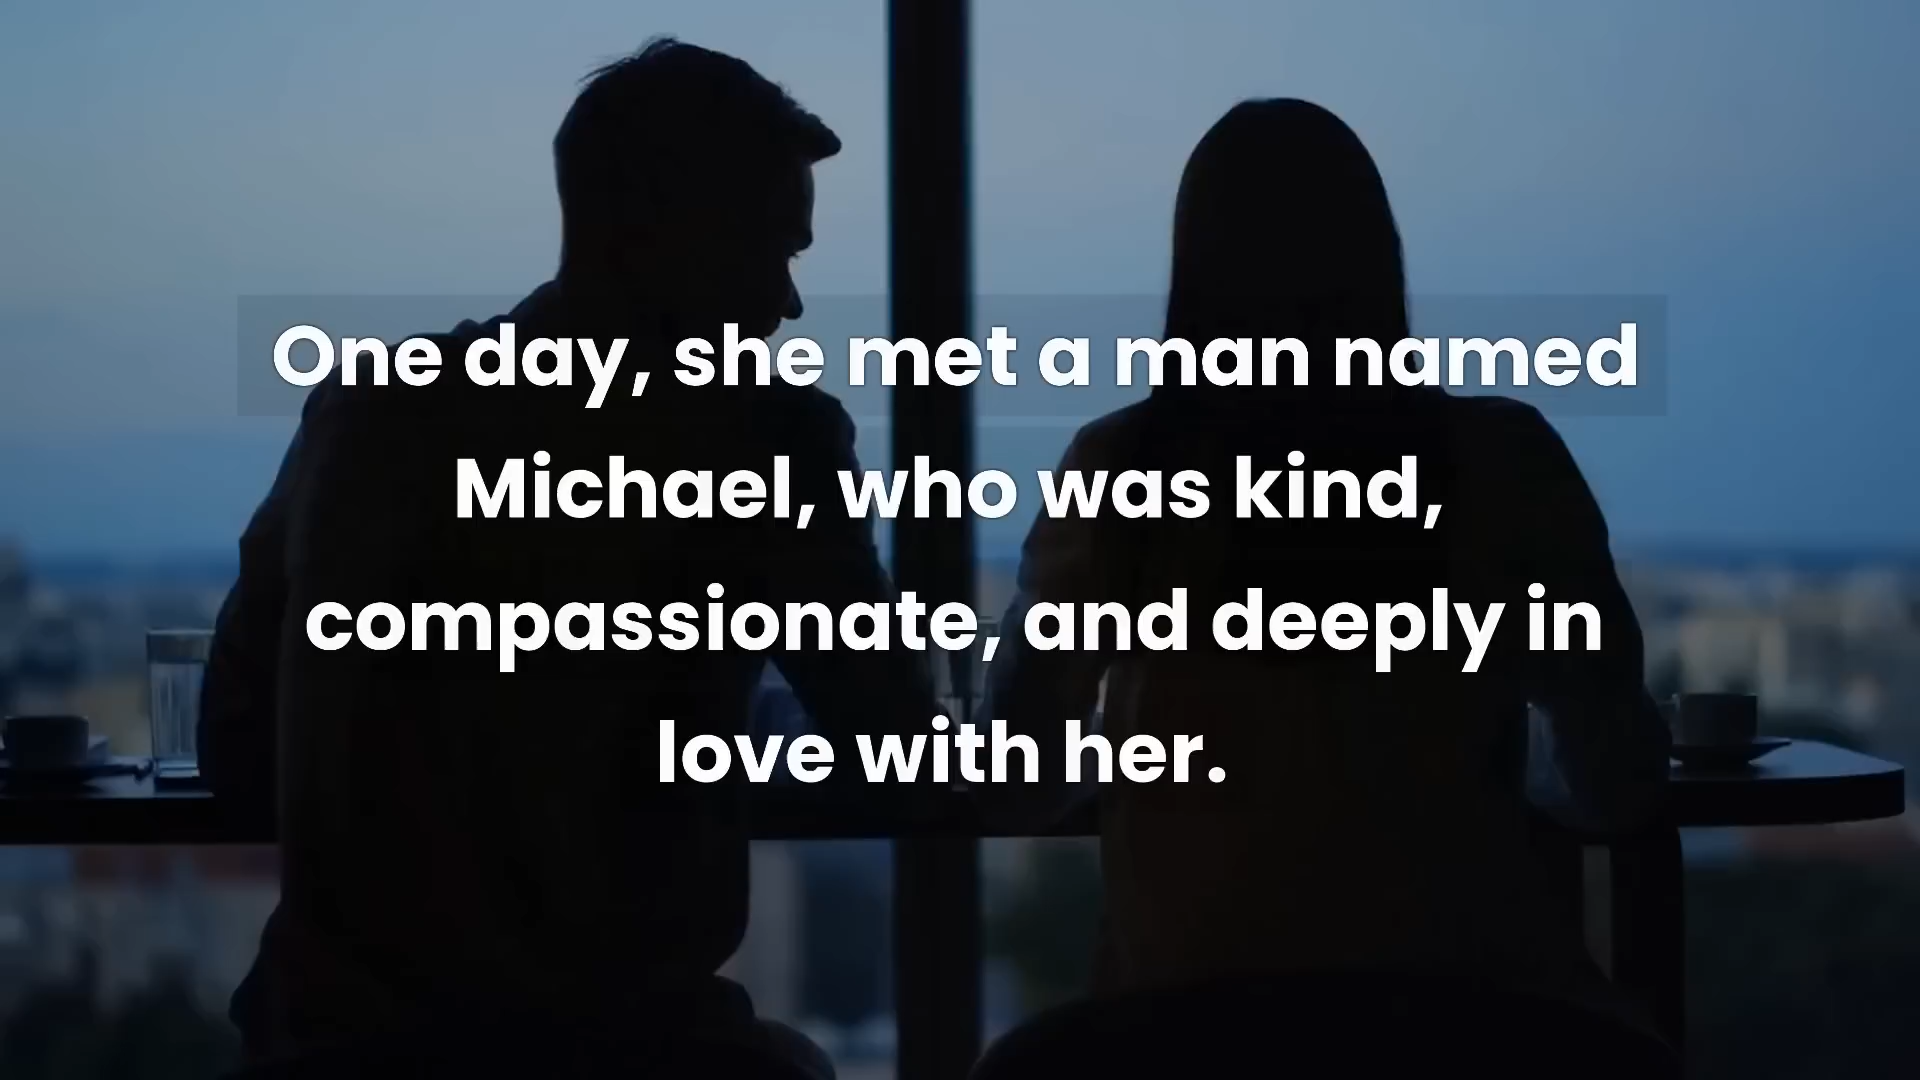 One day, she met a man named
Michael, who was kind,
compassionate, and deeply in
love with her.